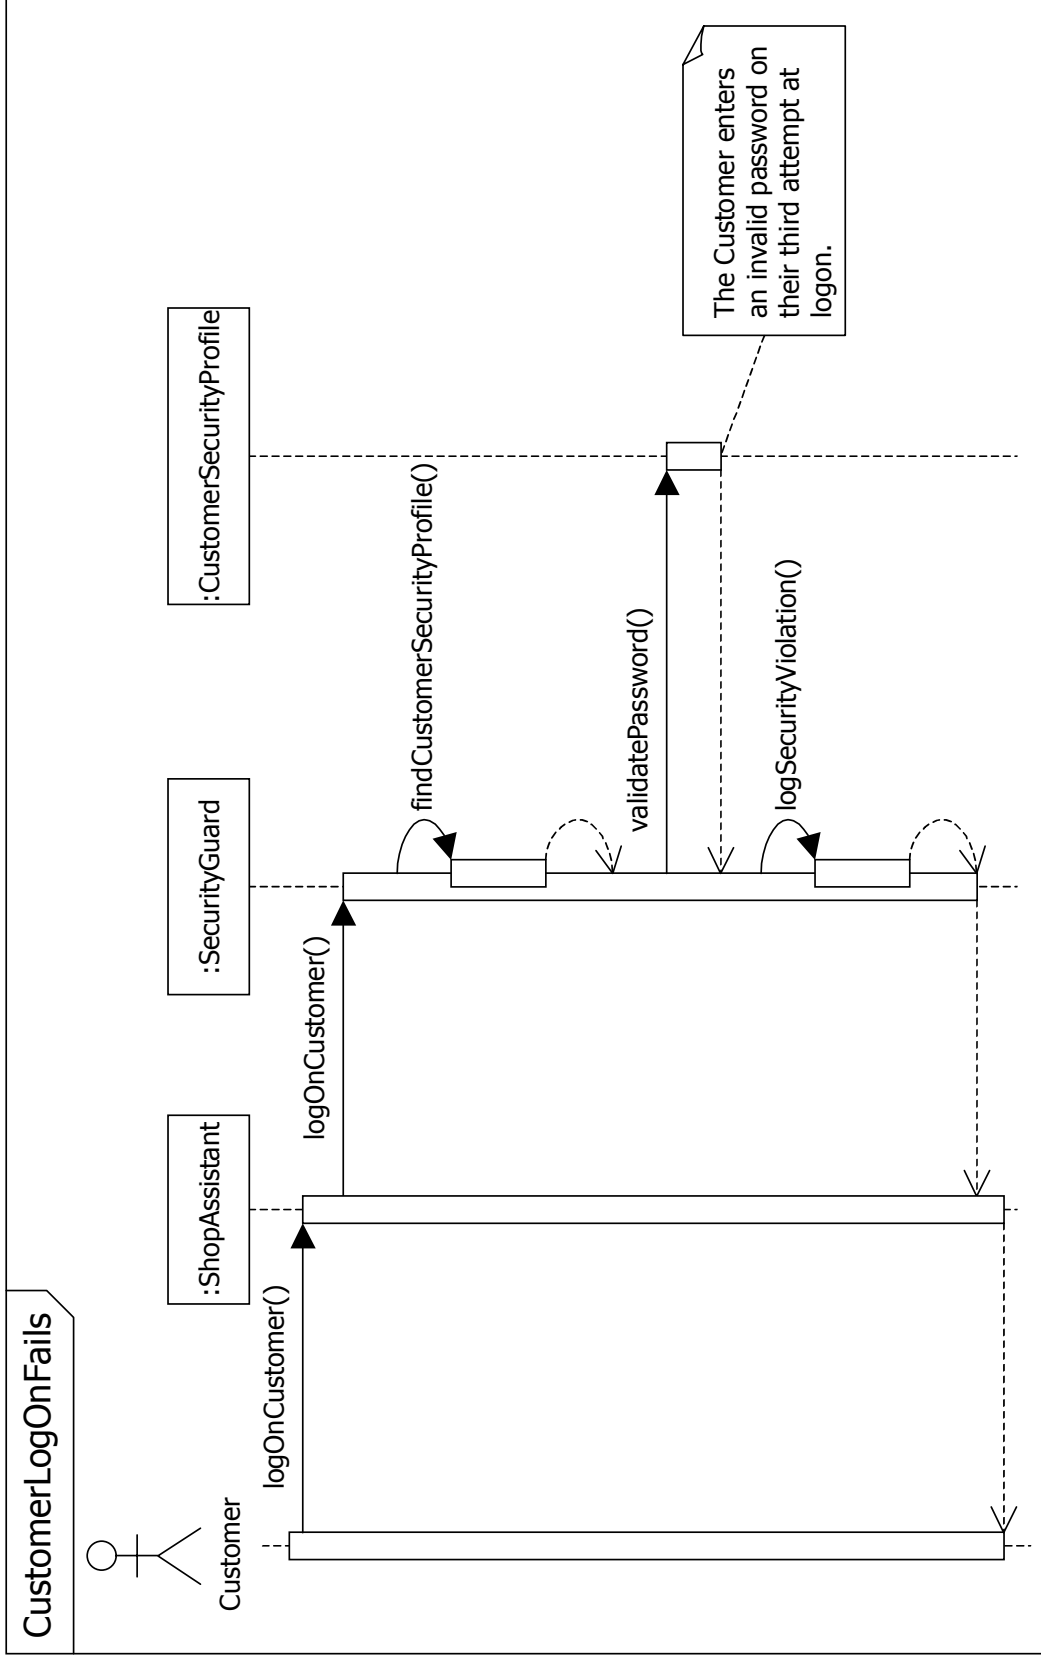 CustomerLogOnFails
Customer
:ShopAssistant
:SecurityGuard
:CustomerSecurityProfile
logOnCustomer()
logOnCustomer()
findCustomerSecurityProfile()
validatePassword()
The Customer enters
an invalid password on
their third attempt at
logon.
logSecurityViolation()